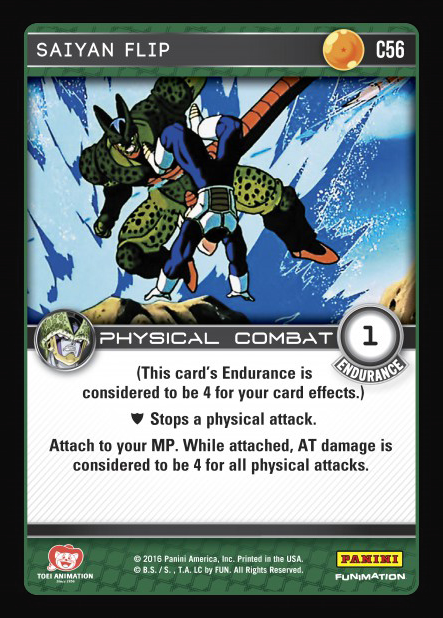 SAIYAN FLIP C56
PHYSICAL COMBAT 1
ENDURANCE
(This card's Endurance is
considered to be 4 for your card effects.)
Stops a physical attack.
Attach to your MP. While attached, AT damage is
considered to be 4 for all physical attacks.
TOEI ANIMATION
Since 1956
© 2016 Panini America, Inc. Printed in the USA.
© B.S. / S. , T.A. LC by FUN. All Rights Reserved.
PANINI
FUNIMATION